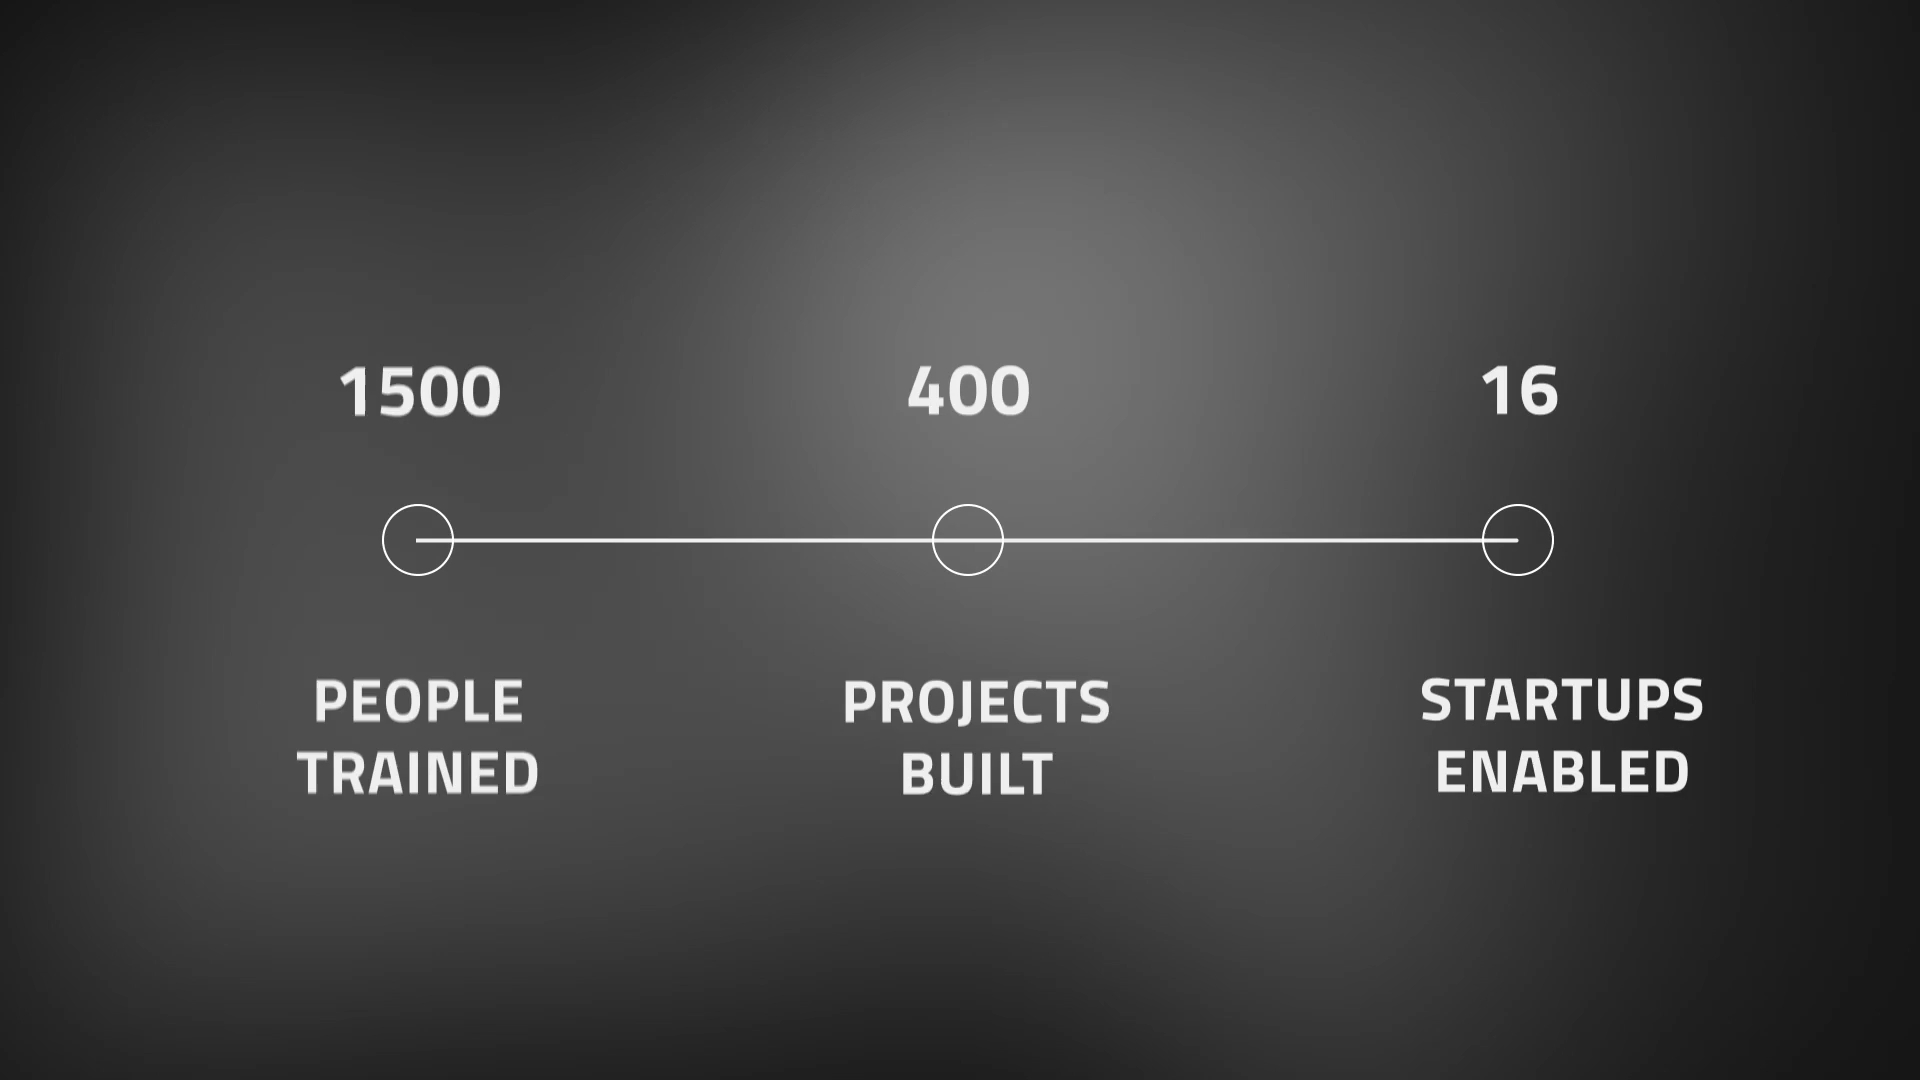 1500
400
16
PEOPLE
TRAINED
PROJECTS
BUILT
STARTUPS
ENABLED